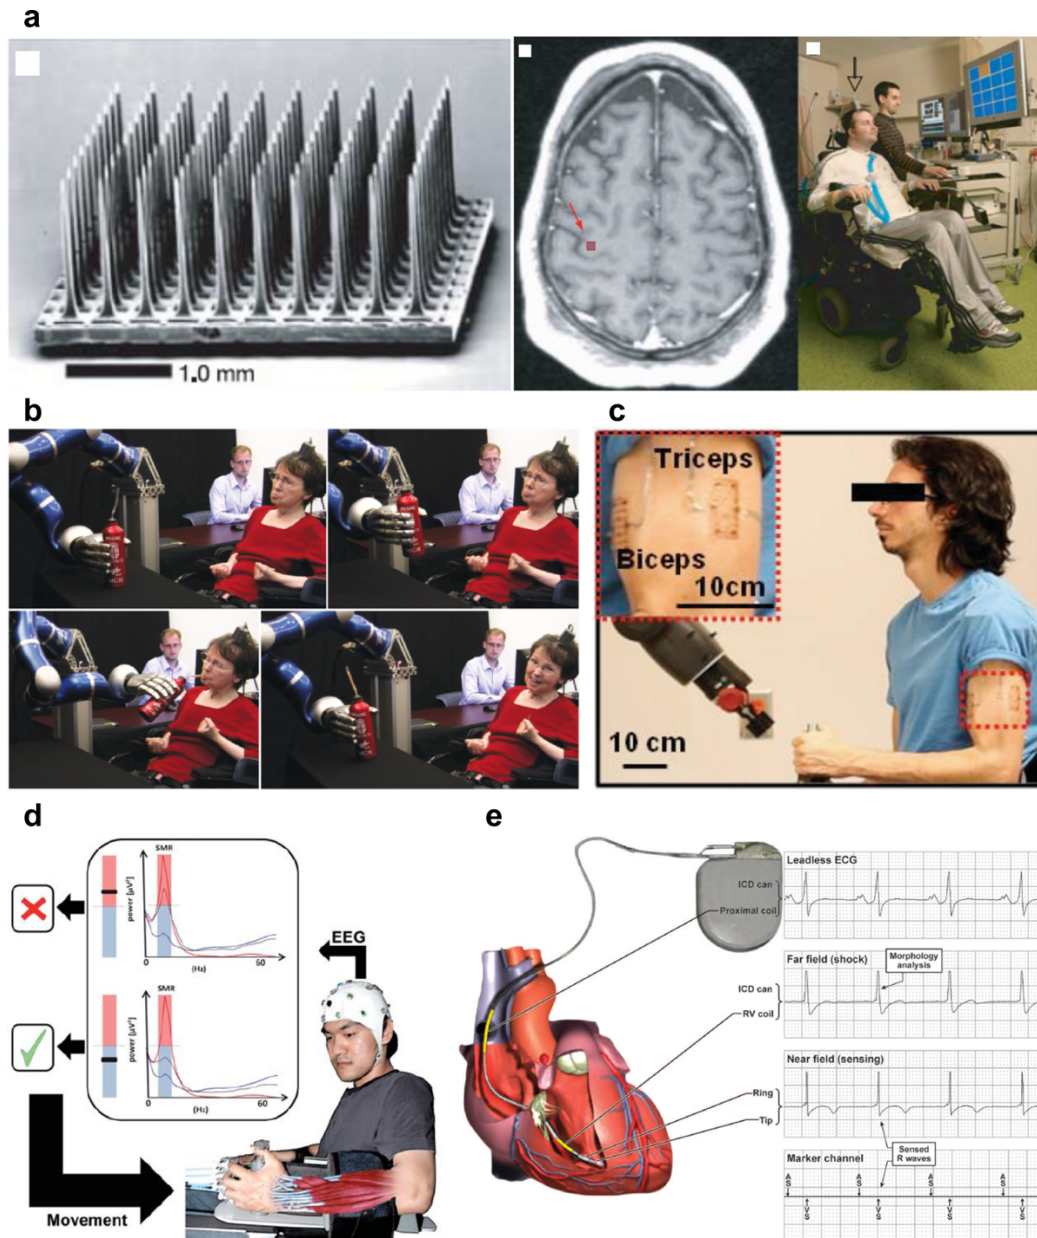 a
1.0 mm
b
c
Triceps
Biceps
10cm
10 cm
d
SMR
power [µV²]
0
60
(Hz)
EEG
SMR
power [µV²]
0
60
(Hz)
Movement
e
Leadless ECG
ICD can
Proximal coil
Far field (shock)
Morphology
analysis
ICD can
RV coil
Near field (sensing)
Ring
Tip
Sensed
R waves
Marker channel
AS
AS
AS
AS
VS
VS
VS
VS